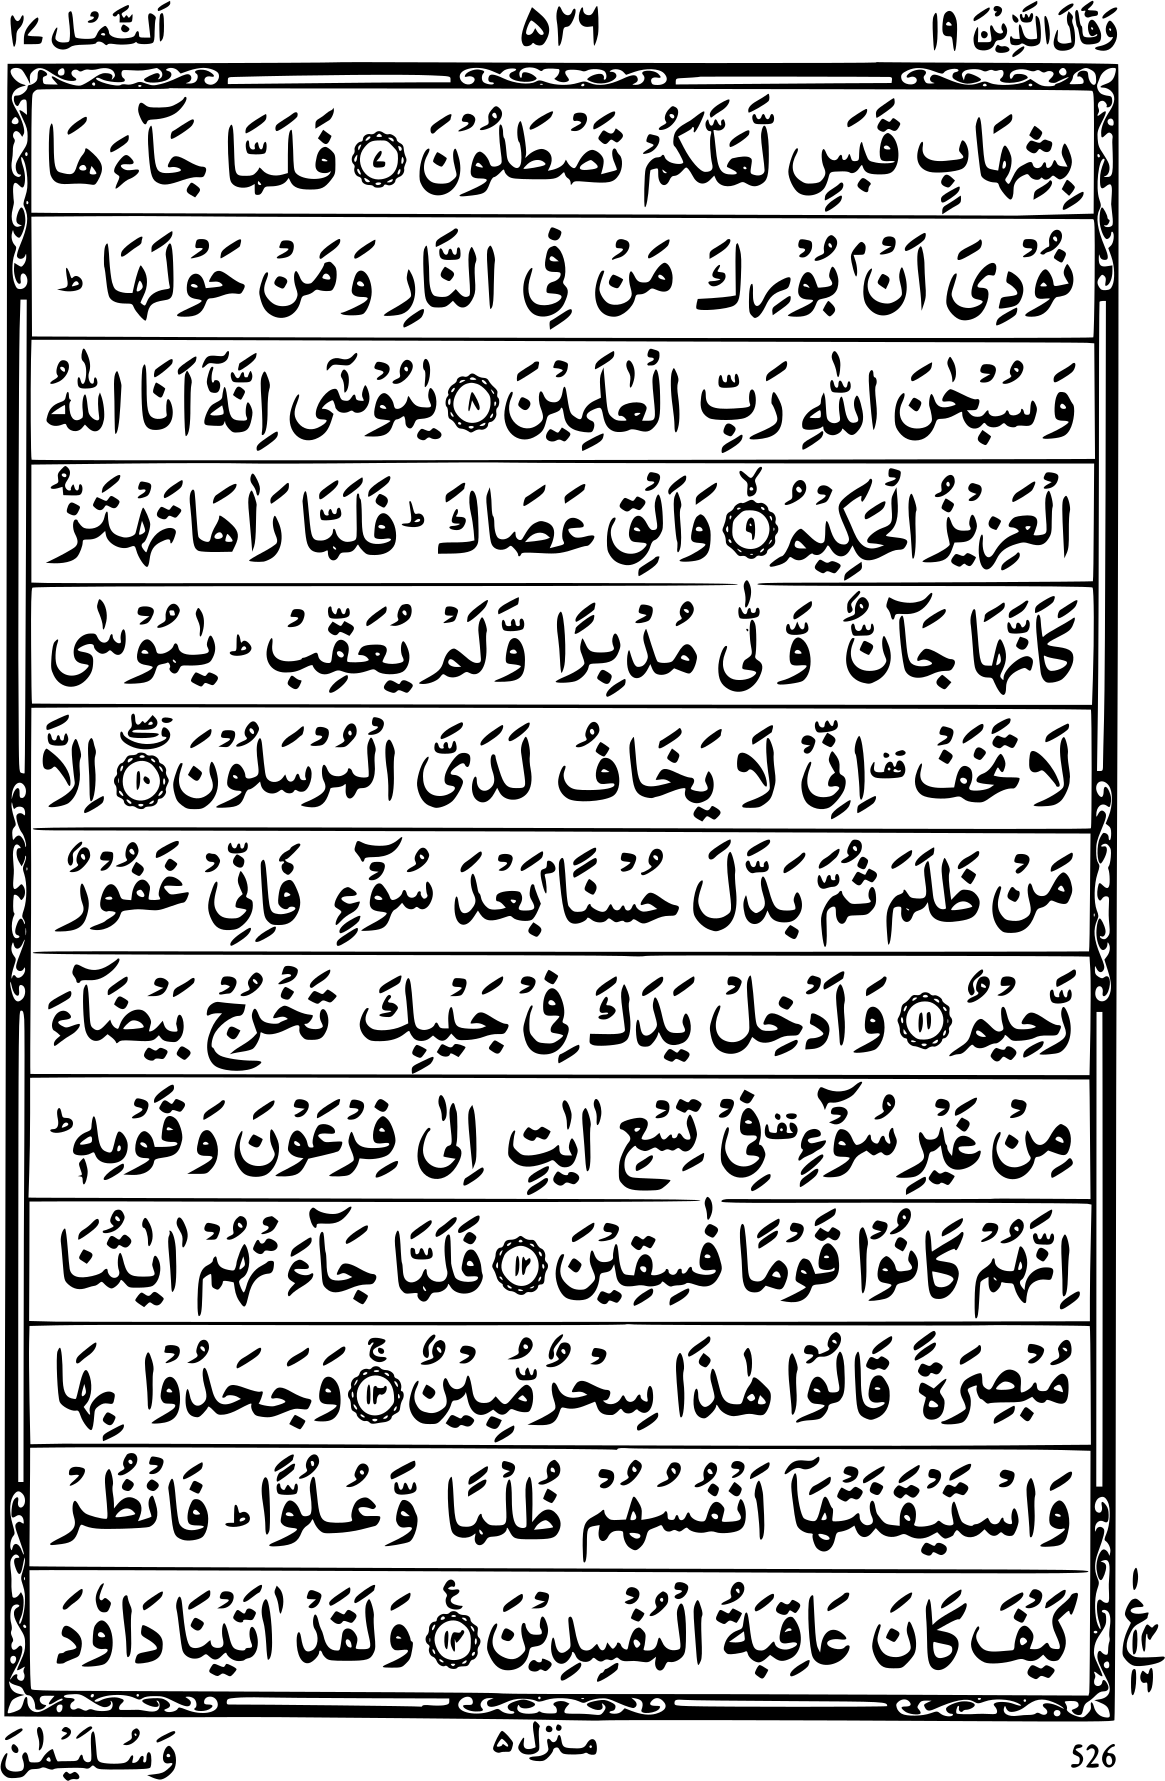 وَقَالَ الَّذِيْنَ ١٩ ٥٢٦ اَلنَّمْل ٢٧
بِشِهَابٍ قَبَسٍ لَّعَلَّكُمْ تَصْطَلُوْنَ ﴿٧﴾ فَلَمَّا جَآءَهَا
نُوْدِیَ اَنْۢ بُوْرِكَ مَنْ فِی النَّارِ وَمَنْ حَوْلَهَا ؕ
وَسُبْحٰنَ اللّٰهِ رَبِّ الْعٰلَمِيْنَ ﴿٨﴾ يٰمُوْسٰۤی اِنَّهٗۤ اَنَا اللّٰهُ
الْعَزِيْزُ الْحَكِيْمُ ﴿٩﴾ۙ وَاَلْقِ عَصَاكَ ؕ فَلَمَّا رَاٰهَا تَهْتَزُّ
كَاَنَّهَا جَآنٌّ وَّلّٰی مُدْبِرًا وَّلَمْ يُعَقِّبْ ؕ يٰمُوْسٰی
لَا تَخَفْ ۫ اِنِّیْ لَا يَخَافُ لَدَیَّ الْمُرْسَلُوْنَ ﴿١٠﴾ۗۖ اِلَّا
مَنْ ظَلَمَ ثُمَّ بَدَّلَ حُسْنًۢا بَعْدَ سُوْٓءٍ فَاِنِّیْ غَفُوْرٌ
رَّحِيْمٌ ﴿١١﴾ وَاَدْخِلْ يَدَكَ فِیْ جَيْبِكَ تَخْرُجْ بَيْضَآءَ
مِنْ غَيْرِ سُوْٓءٍ ۫ فِیْ تِسْعِ اٰيٰتٍ اِلٰی فِرْعَوْنَ وَقَوْمِهٖ ؕ
اِنَّهُمْ كَانُوْا قَوْمًا فٰسِقِيْنَ ﴿١٢﴾ فَلَمَّا جَآءَتْهُمْ اٰيٰتُنَا
مُبْصِرَةً قَالُوْا هٰذَا سِحْرٌ مُّبِيْنٌ ﴿١٣﴾ۚ وَجَحَدُوْا بِهَا
وَاسْتَيْقَنَتْهَاۤ اَنْفُسُهُمْ ظُلْمًا وَّعُلُوًّا ؕ فَانْظُرْ
كَيْفَ كَانَ عَاقِبَةُ الْمُفْسِدِيْنَ ﴿١٤﴾ وَلَقَدْ اٰتَيْنَا دَاوٗدَ
١
ع
١٤
١٦
وَسُلَيْمٰنَ منزل ٥ 526